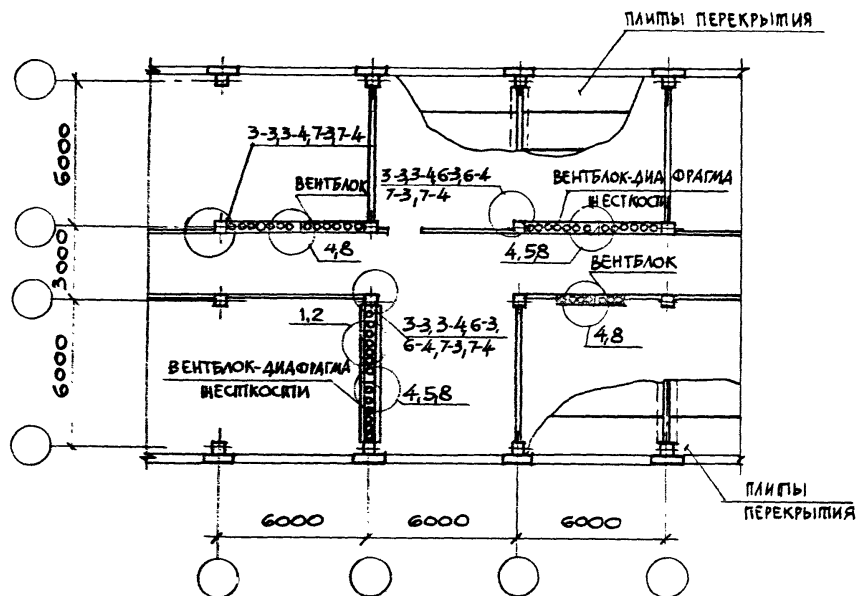 ПЛИТЫ ПЕРЕКРЫТИЯ
6000
3-3,3-4,7-3,7-4
ВЕНТБЛОК
3-3,3-4,6-3,6-4
7-3,7-4
ВЕНТБЛОК-ДИАФРАГМА
ЖЕСТКОСТИ
4,8
4,5,8
3000
ВЕНТБЛОК
1,2
3-3,3-4,6-3,
6-4,7-3,7-4
4,8
6000
ВЕНТБЛОК-ДИАФРАГМА
ЖЕСТКОСТИ
4,5,8
ПЛИТЫ
ПЕРЕКРЫТИЯ
6000
6000
6000